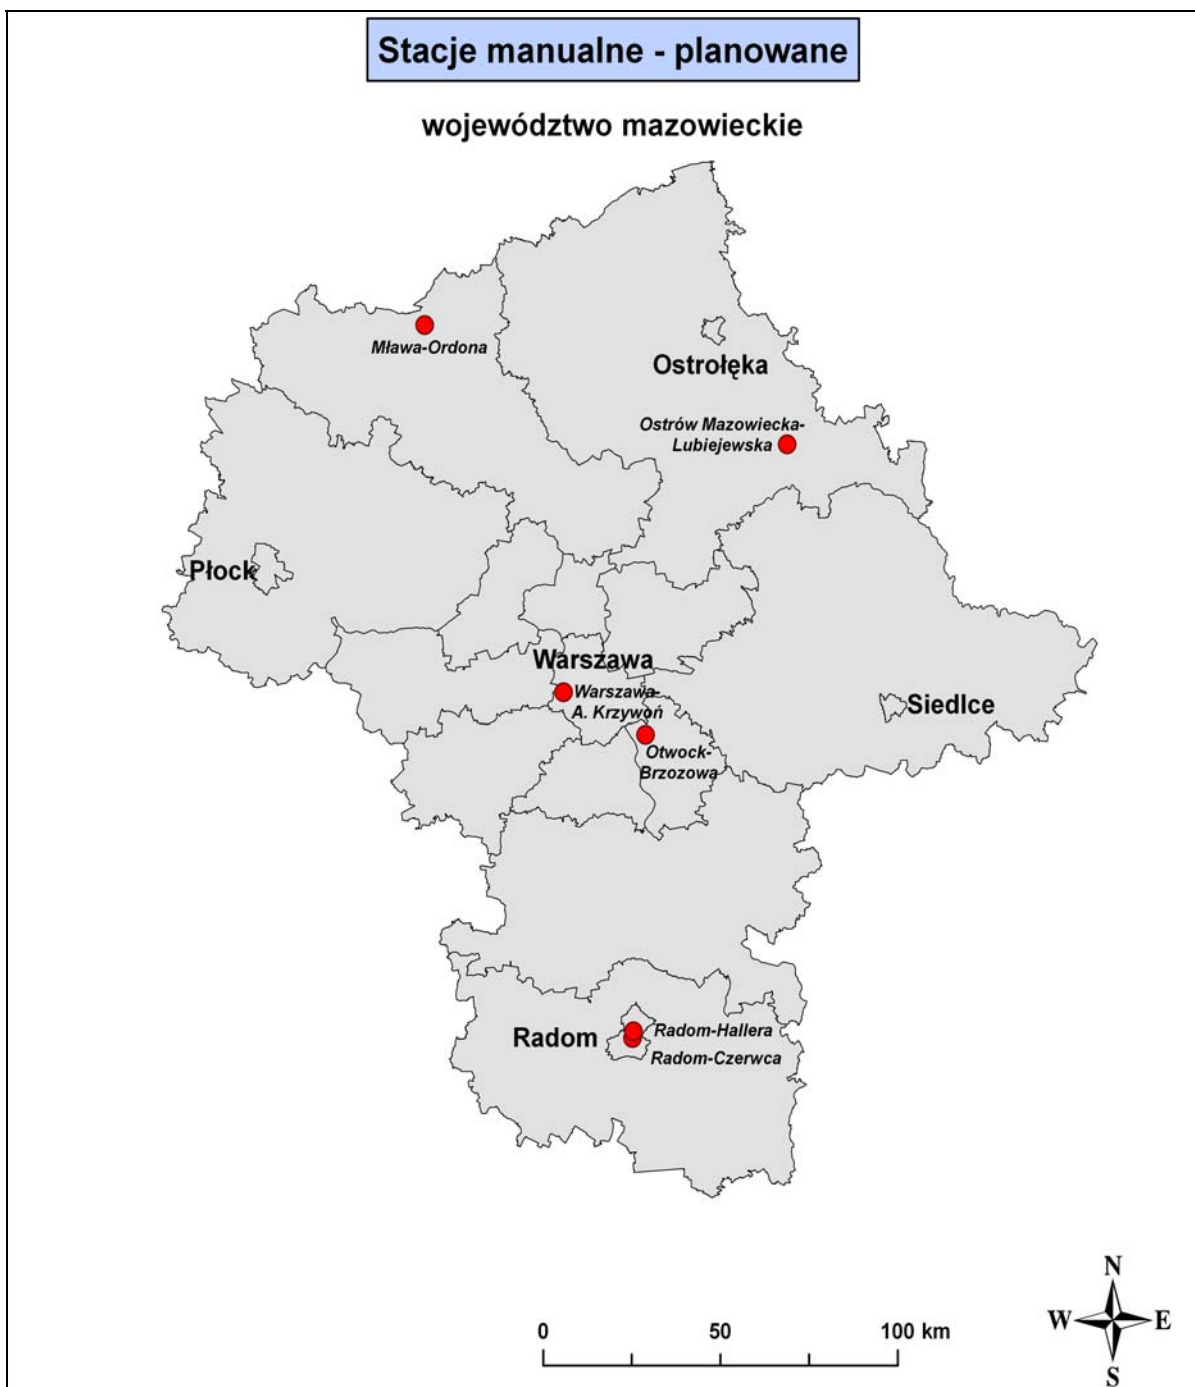 Stacje manualne - planowane
województwo mazowieckie
Mława-Ordona
Ostrołęka
Ostrów Mazowiecka-
Lubiejewska
Płock
Warszawa
Warszawa-
A. Krzywoń
Siedlce
Otwock-
Brzozowa
Radom
Radom-Hallera
Radom-Czerwca
N
W E
S
0 50 100 km